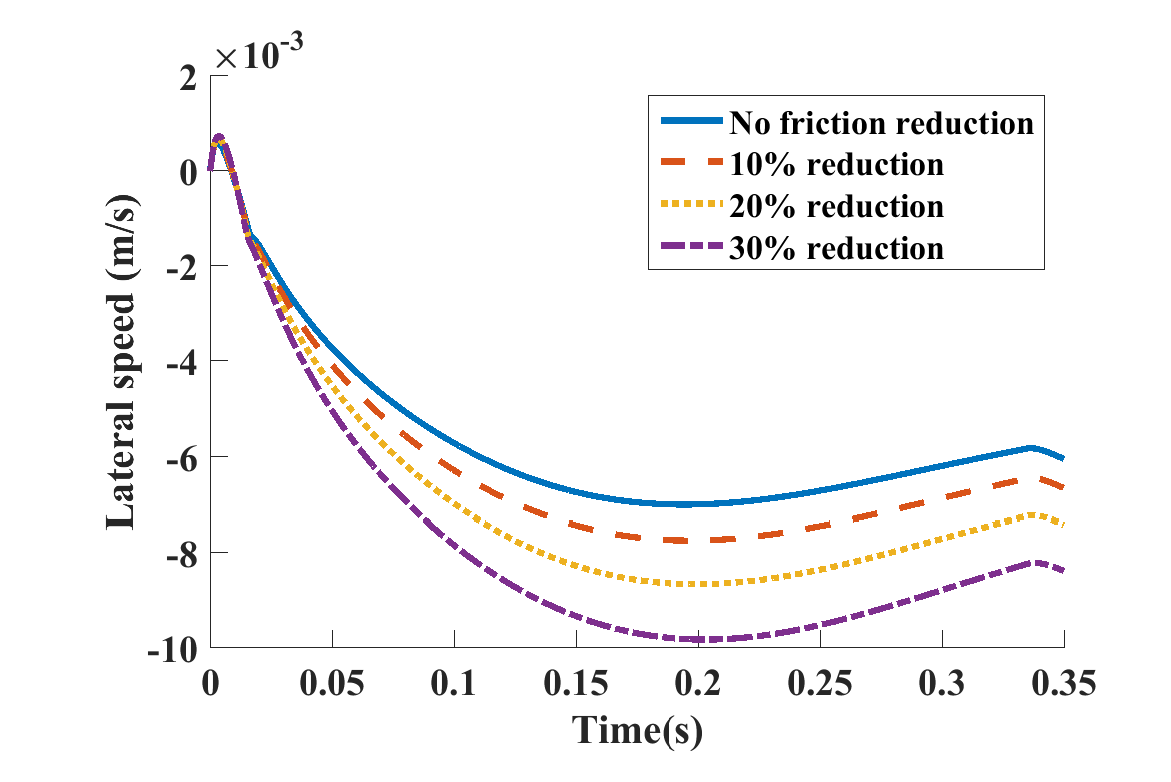 ×10-3
2
0
-2
-4
-6
-8
-10
Lateral speed (m/s)
No friction reduction
10% reduction
20% reduction
30% reduction
0 0.05 0.1 0.15 0.2 0.25 0.3 0.35
Time(s)